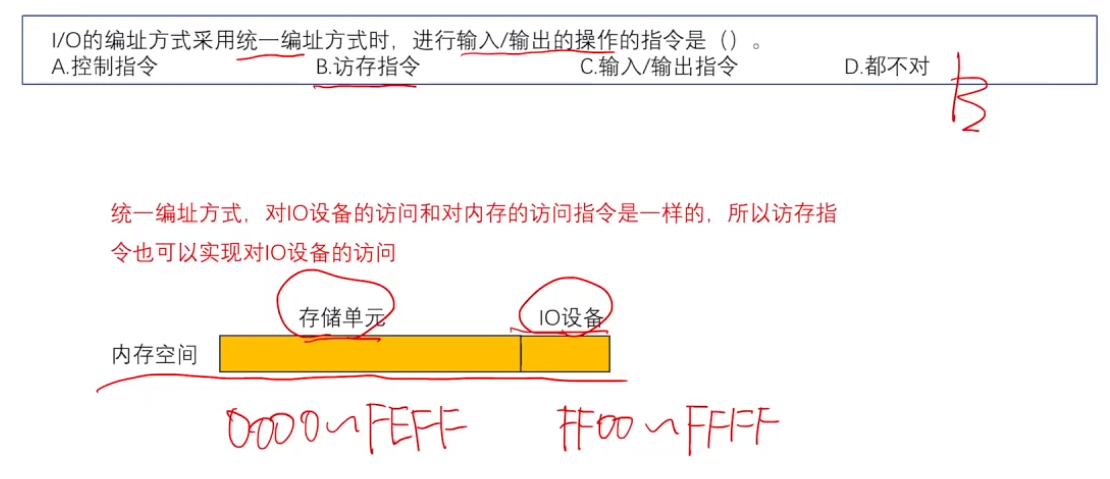 I/O的编址方式采用统一编址方式时，进行输入/输出的操作的指令是（）。
A.控制指令 B.访存指令 C.输入/输出指令 D.都不对
B
统一编址方式，对IO设备的访问和对内存的访问指令是一样的，所以访存指
令也可以实现对IO设备的访问
存储单元 IO设备
内存空间
0000~FEFF FF00~FFFF